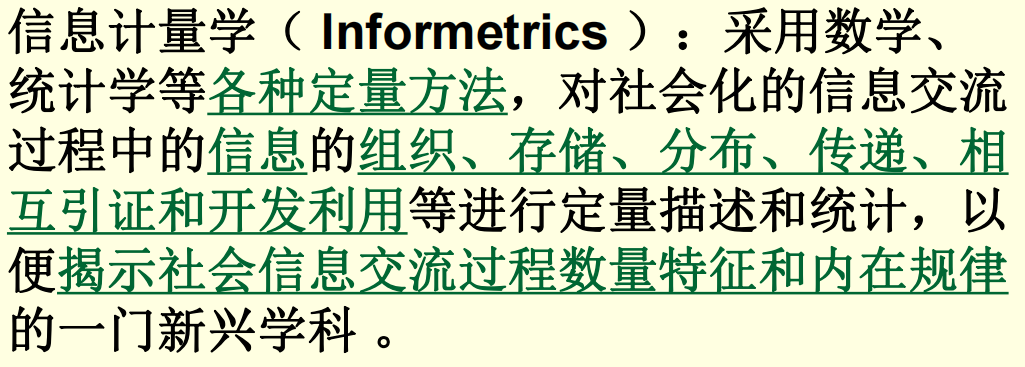 信息计量学（ Informetrics ）：采用数学、
统计学等各种定量方法，对社会化的信息交流
过程中的信息的组织、存储、分布、传递、相
互引证和开发利用等进行定量描述和统计，以
便揭示社会信息交流过程数量特征和内在规律
的一门新兴学科 。